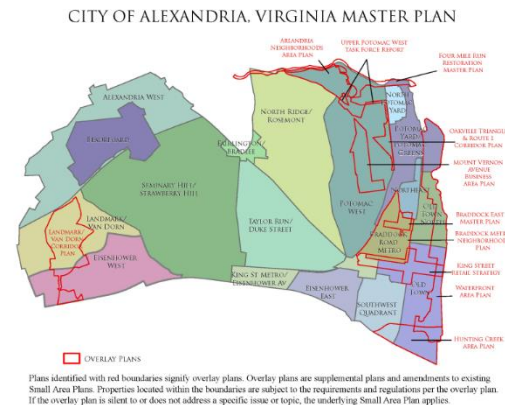 CITY OF ALEXANDRIA, VIRGINIA MASTER PLAN
ARLANDRIA
NEIGHBORHOODS
AREA PLAN
UPPER POTOMAC WEST
TASK FORCE REPORT
FOUR MILE RUN
RESTORATION
MASTER PLAN
ALEXANDRIA WEST
NORTH
POTOMAC
YARD
NORTH RIDGE/
ROSEMONT
BEAUREGARD
POTOMAC
YARD/
POTOMAC
GREENS
OAKVILLE TRIANGLE
& ROUTE 1
CORRIDOR PLAN
FAIRLINGTON/
BRADLEE
MOUNT VERNON
AVENUE
BUSINESS
AREA PLAN
SEMINARY HILL/
STRAWBERRY HILL
NORTHEAST
POTOMAC
WEST
OLD
TOWN
NORTH
BRADDOCK EAST
MASTER PLAN
LANDMARK/
VAN DORN
TAYLOR RUN/
DUKE STREET
LANDMARK/
VAN DORN
CORRIDOR
PLAN
BRADDOCK
ROAD
METRO
BRADDOCK METRO
NEIGHBORHOOD
PLAN
EISENHOWER
WEST
KING ST METRO/
EISENHOWER AV
KING STREET
RETAIL STRATEGY
EISENHOWER
EAST
OLD
TOWN
WATERFRONT
AREA PLAN
SOUTHWEST
QUADRANT
HUNTING CREEK
AREA PLAN
OVERLAY PLANS
Plans identified with red boundaries signify overlay plans. Overlay plans are supplemental plans and amendments to existing
Small Area Plans. Properties located within the boundaries are subject to the requirements and regulations per the overlay plan.
If the overlay plan is silent to or does not address a specific issue or topic, the underlying Small Area Plan applies.